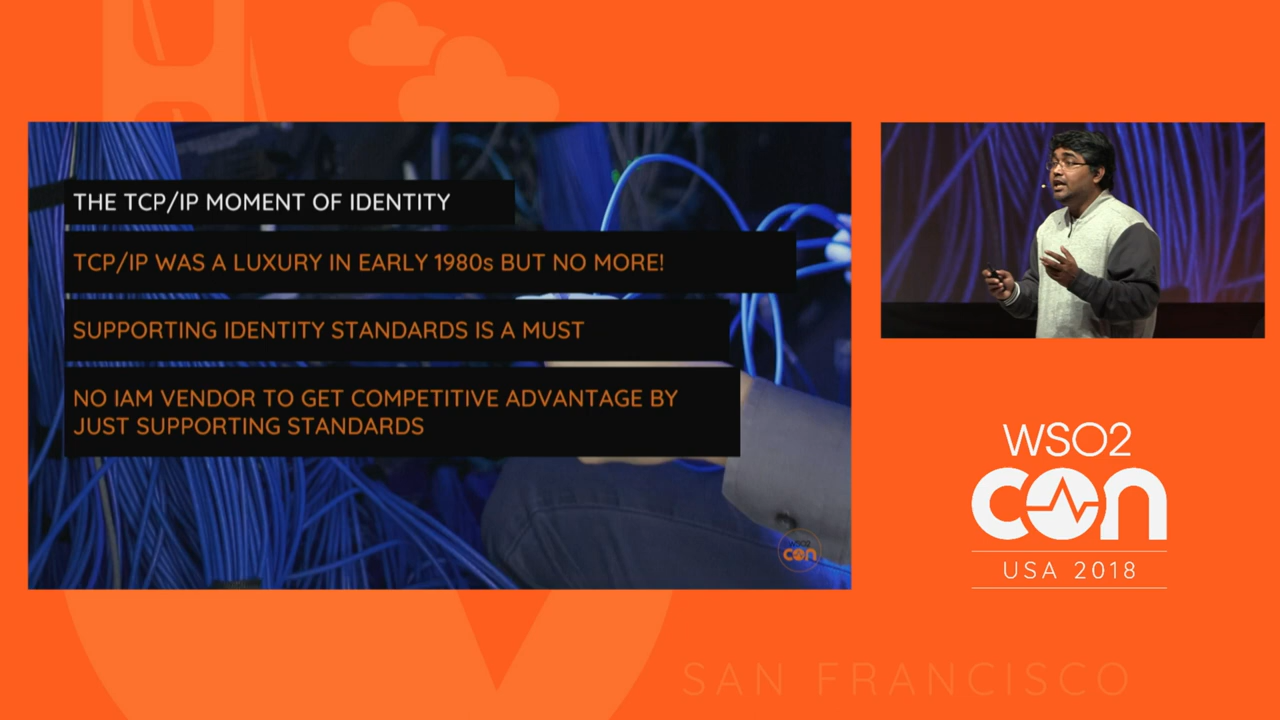 THE TCP/IP MOMENT OF IDENTITY
TCP/IP WAS A LUXURY IN EARLY 1980s BUT NO MORE!
SUPPORTING IDENTITY STANDARDS IS A MUST
NO IAM VENDOR TO GET COMPETITIVE ADVANTAGE BY
JUST SUPPORTING STANDARDS
WSO2
con
WSO2
con
USA 2018
SAN FRANCISCO